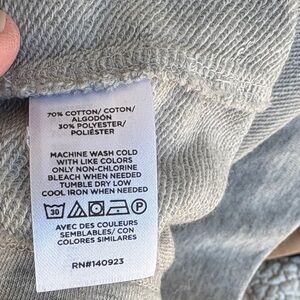 70% COTTON/ COTON/
ALGODÓN
30% POLYESTER/
POLIÉSTER
MACHINE WASH COLD
WITH LIKE COLORS
ONLY NON-CHLORINE
BLEACH WHEN NEEDED
TUMBLE DRY LOW
COOL IRON WHEN NEEDED
30 P
AVEC DES COULEURS
SEMBLABLES/ CON
COLORES SIMILARES
RN#140923